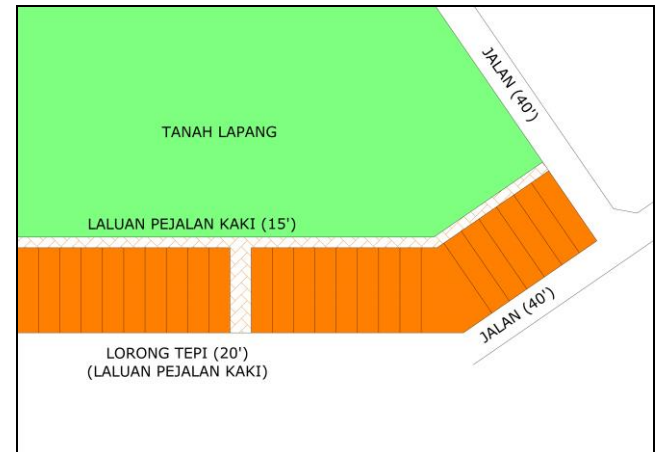 JALAN (40')
TANAH LAPANG
LALUAN PEJALAN KAKI (15')
JALAN (40')
LORONG TEPI (20')
(LALUAN PEJALAN KAKI)